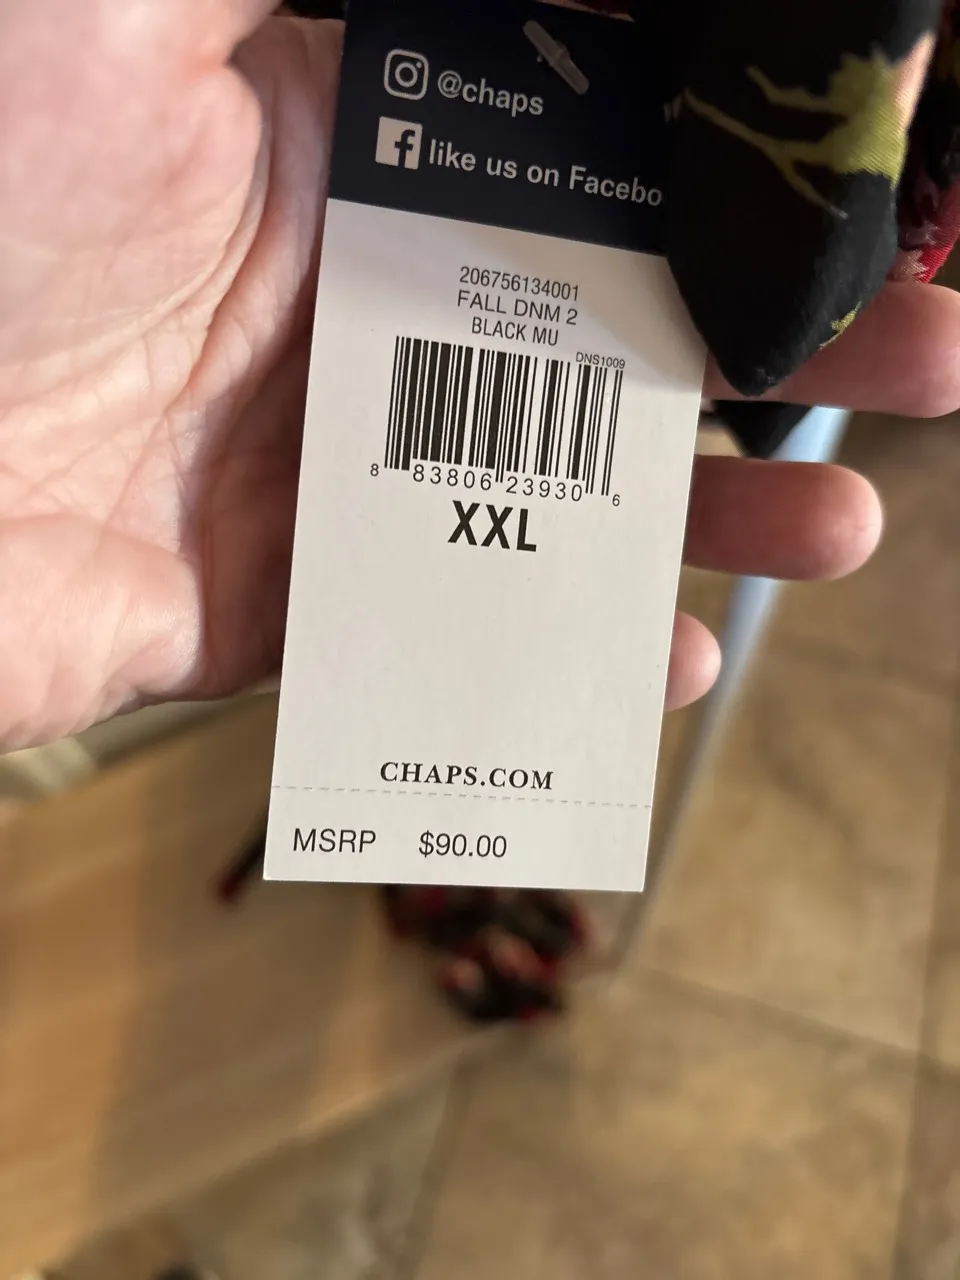 @chaps
like us on Facebo
206756134001
FALL DNM 2
BLACK MU
DNS1009
8 83806 23930 6
XXL
CHAPS.COM
MSRP $90.00